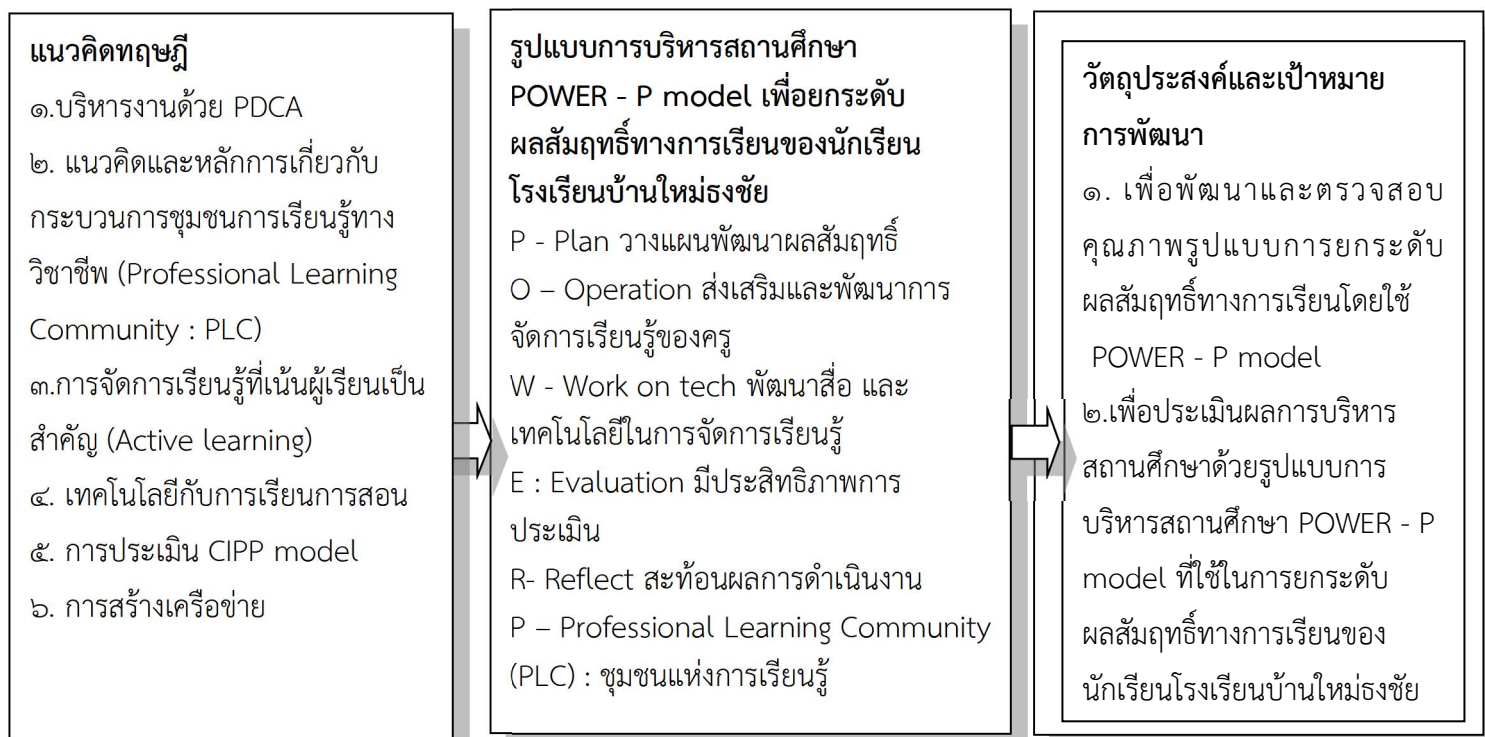 แนวคิดทฤษฎี
๑.บริหารงานด้วย PDCA
๒. แนวคิดและหลักการเกี่ยวกับ
กระบวนการชุมชนการเรียนรู้ทาง
วิชาชีพ (Professional Learning
Community : PLC)
๓.การจัดการเรียนรู้ที่เน้นผู้เรียนเป็น
สำคัญ (Active learning)
๔. เทคโนโลยีกับการเรียนการสอน
๕. การประเมิน CIPP model
๖. การสร้างเครือข่าย
รูปแบบการบริหารสถานศึกษา
POWER - P model เพื่อยกระดับ
ผลสัมฤทธิ์ทางการเรียนของนักเรียน
โรงเรียนบ้านใหม่ธงชัย
P - Plan วางแผนพัฒนาผลสัมฤทธิ์
O – Operation ส่งเสริมและพัฒนาการ
จัดการเรียนรู้ของครู
W - Work on tech พัฒนาสื่อ และ
เทคโนโลยีในการจัดการเรียนรู้
E : Evaluation มีประสิทธิภาพการ
ประเมิน
R- Reflect สะท้อนผลการดำเนินงาน
P – Professional Learning Community
(PLC) : ชุมชนแห่งการเรียนรู้
วัตถุประสงค์และเป้าหมาย
การพัฒนา
๑. เพื่อพัฒนาและตรวจสอบ
คุณภาพรูปแบบการยกระดับ
ผลสัมฤทธิ์ทางการเรียนโดยใช้
POWER - P model
๒.เพื่อประเมินผลการบริหาร
สถานศึกษาด้วยรูปแบบการ
บริหารสถานศึกษา POWER - P
model ที่ใช้ในการยกระดับ
ผลสัมฤทธิ์ทางการเรียนของ
นักเรียนโรงเรียนบ้านใหม่ธงชัย